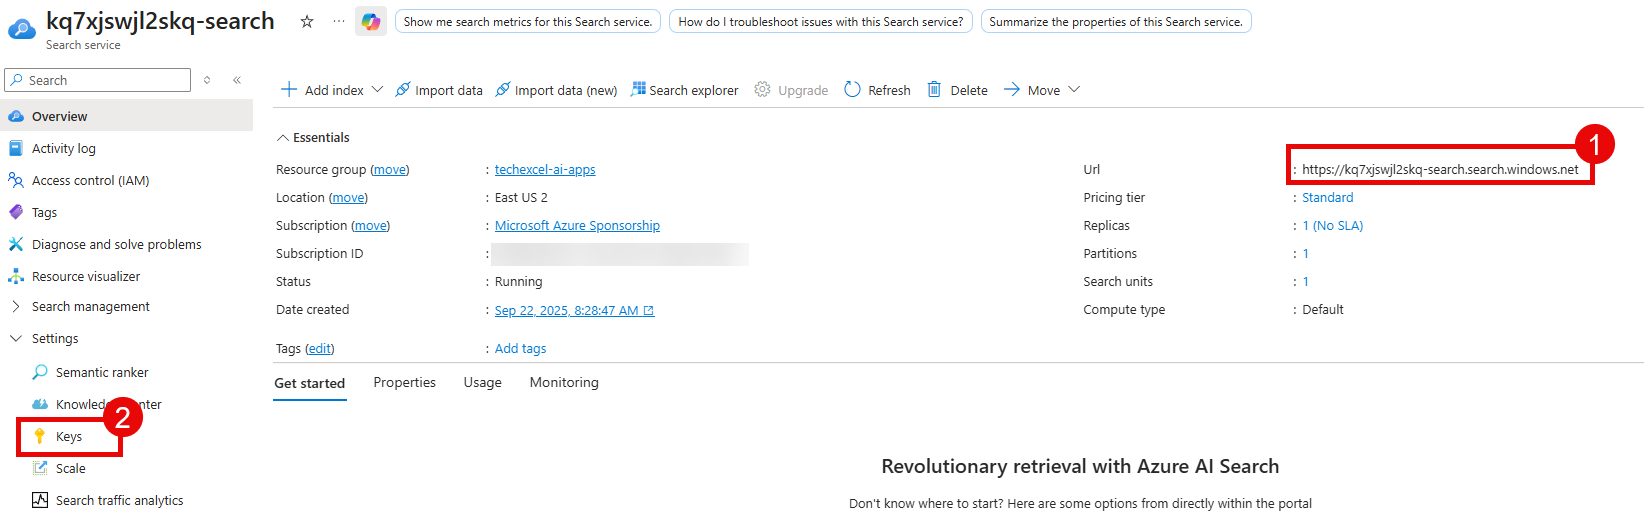 kq7xjswjl2skq-search
Search service
Show me search metrics for this Search service.
How do I troubleshoot issues with this Search service?
Summarize the properties of this Search service.
Search
Overview
Activity log
Access control (IAM)
Tags
Diagnose and solve problems
Resource visualizer
Search management
Settings
Semantic ranker
Knowled nter
2
Keys
Scale
Search traffic analytics
Add index Import data Import data (new) Search explorer Upgrade Refresh Delete Move
Essentials
Resource group (move) : techexcel-ai-apps
Location (move) : East US 2
Subscription (move) : Microsoft Azure Sponsorship
Subscription ID :
Status : Running
Date created : Sep 22, 2025, 8:28:47 AM
Tags (edit) : Add tags
1
Url : https://kq7xjswjl2skq-search.search.windows.net
Pricing tier : Standard
Replicas : 1 (No SLA)
Partitions : 1
Search units : 1
Compute type : Default
Get started Properties Usage Monitoring
Revolutionary retrieval with Azure AI Search
Don't know where to start? Here are some options from directly within the portal